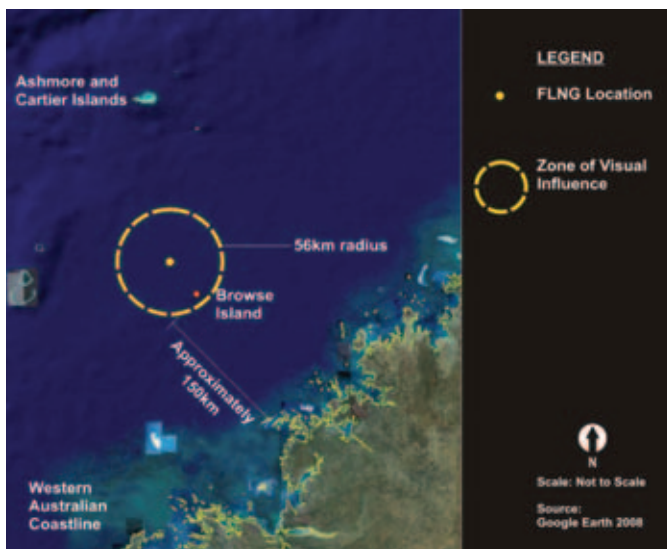 Ashmore and
Cartier Islands
56km radius
Browse
Island
Approximately
150km
Western
Australian
Coastline
LEGEND
FLNG Location
Zone of Visual
Influence
N
Scale: Not to Scale
Source:
Google Earth 2008